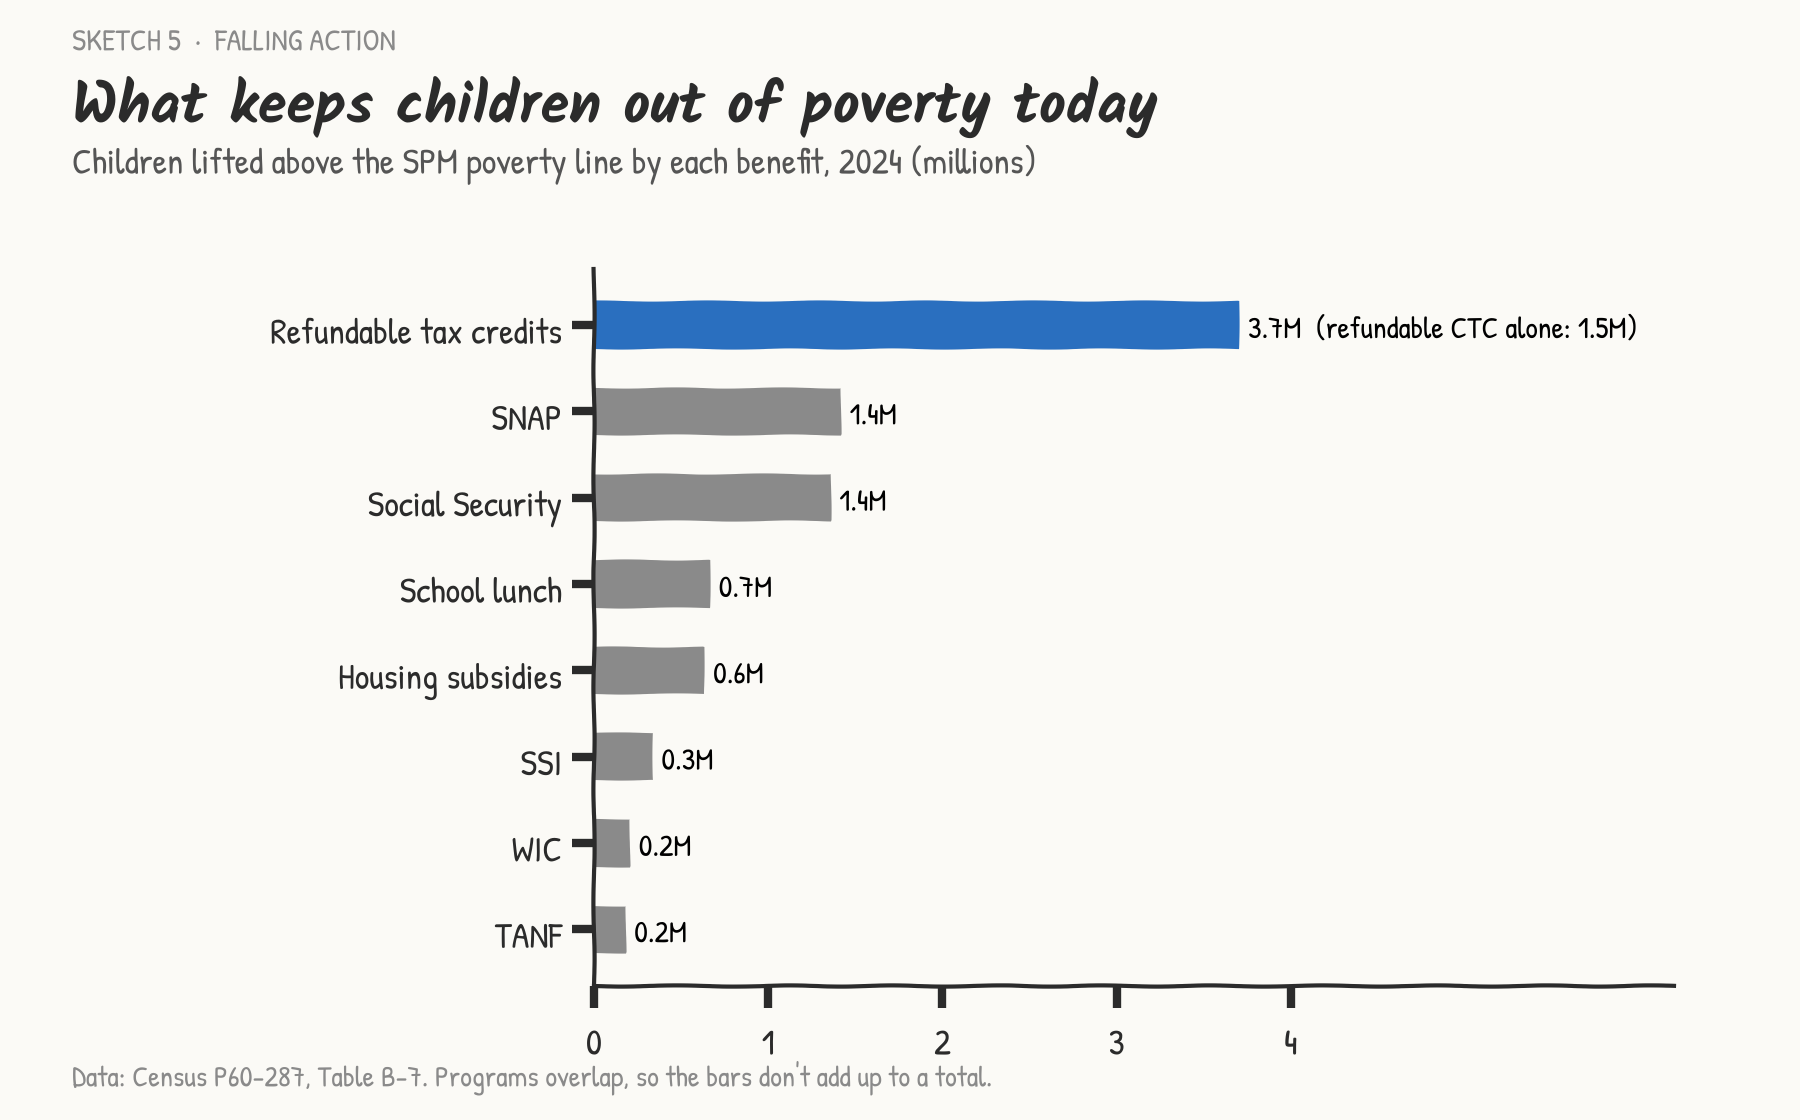 SKETCH 5 · FALLING ACTION
What keeps children out of poverty today
Children lifted above the SPM poverty line by each benefit, 2024 (millions)
Refundable tax credits 3.7M (refundable CTC alone: 1.5M)
SNAP 1.4M
Social Security 1.4M
School lunch 0.7M
Housing subsidies 0.6M
SSI 0.3M
WIC 0.2M
TANF 0.2M
0 1 2 3 4
Data: Census P60-287, Table B-7. Programs overlap, so the bars don't add up to a total.